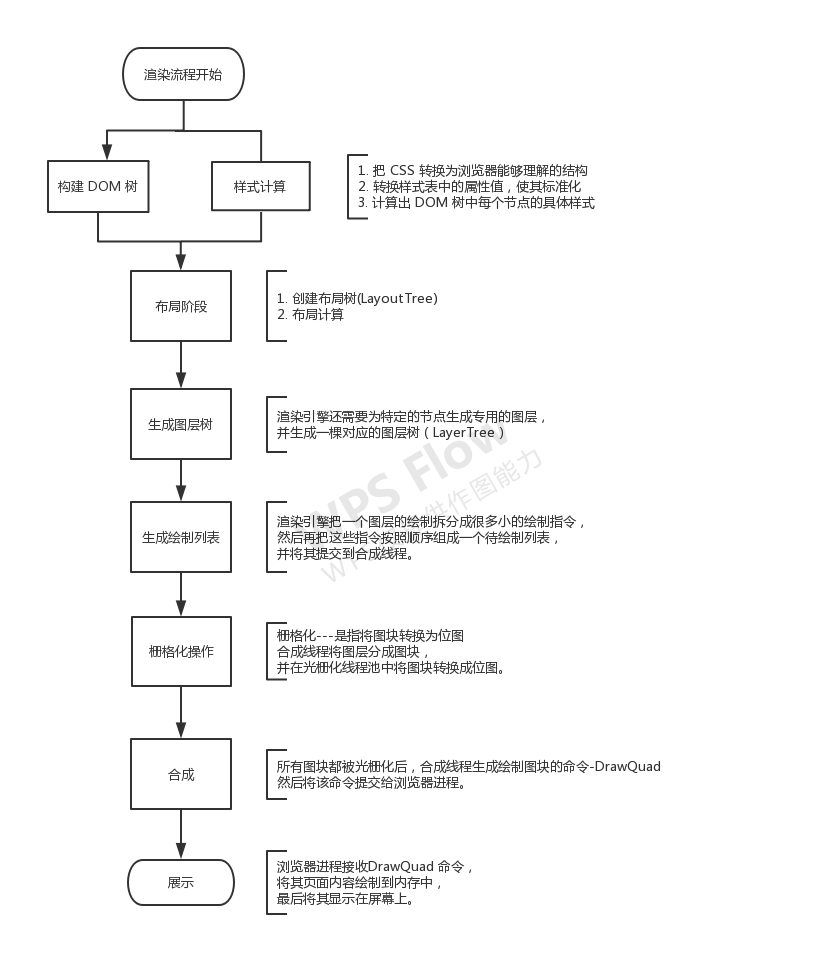 渲染流程开始
构建 DOM 树
样式计算
1. 把 CSS 转换为浏览器能够理解的结构
2. 转换样式表中的属性值，使其标准化
3. 计算出 DOM 树中每个节点的具体样式
布局阶段
1. 创建布局树(LayoutTree)
2. 布局计算
生成图层树
渲染引擎还需要为特定的节点生成专用的图层，
并生成一棵对应的图层树（LayerTree）
WPS Flow
供作图能力
生成绘制列表
渲染引擎把一个图层的绘制拆分成很多小的绘制指令，
然后再把这些指令按照顺序组成一个待绘制列表，
并将其提交到合成线程。
栅格化操作
栅格化---是指将图块转换为位图
合成线程将图层分成图块，
并在光栅化线程池中将图块转换成位图。
合成
所有图块都被光栅化后，合成线程生成绘制图块的命令-DrawQuad
然后将该命令提交给浏览器进程。
展示
浏览器进程接收DrawQuad 命令，
将其页面内容绘制到内存中，
最后将其显示在屏幕上。